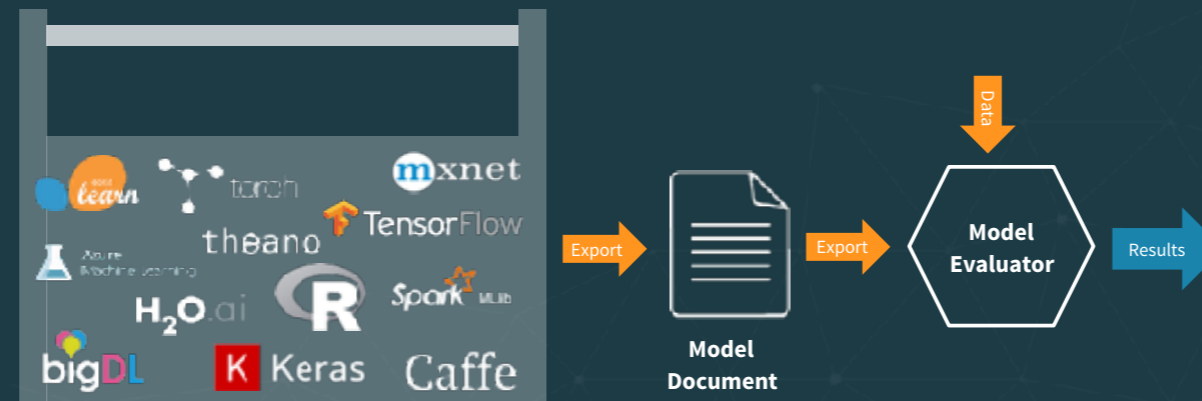 learn
torch
mxnet
TensorFlow
theano
Azure
Machine Learning
H2O.ai
R
Spark MLlib
bigDL
K Keras
Caffe
Export
Model
Document
Export
Data
Model
Evaluator
Results